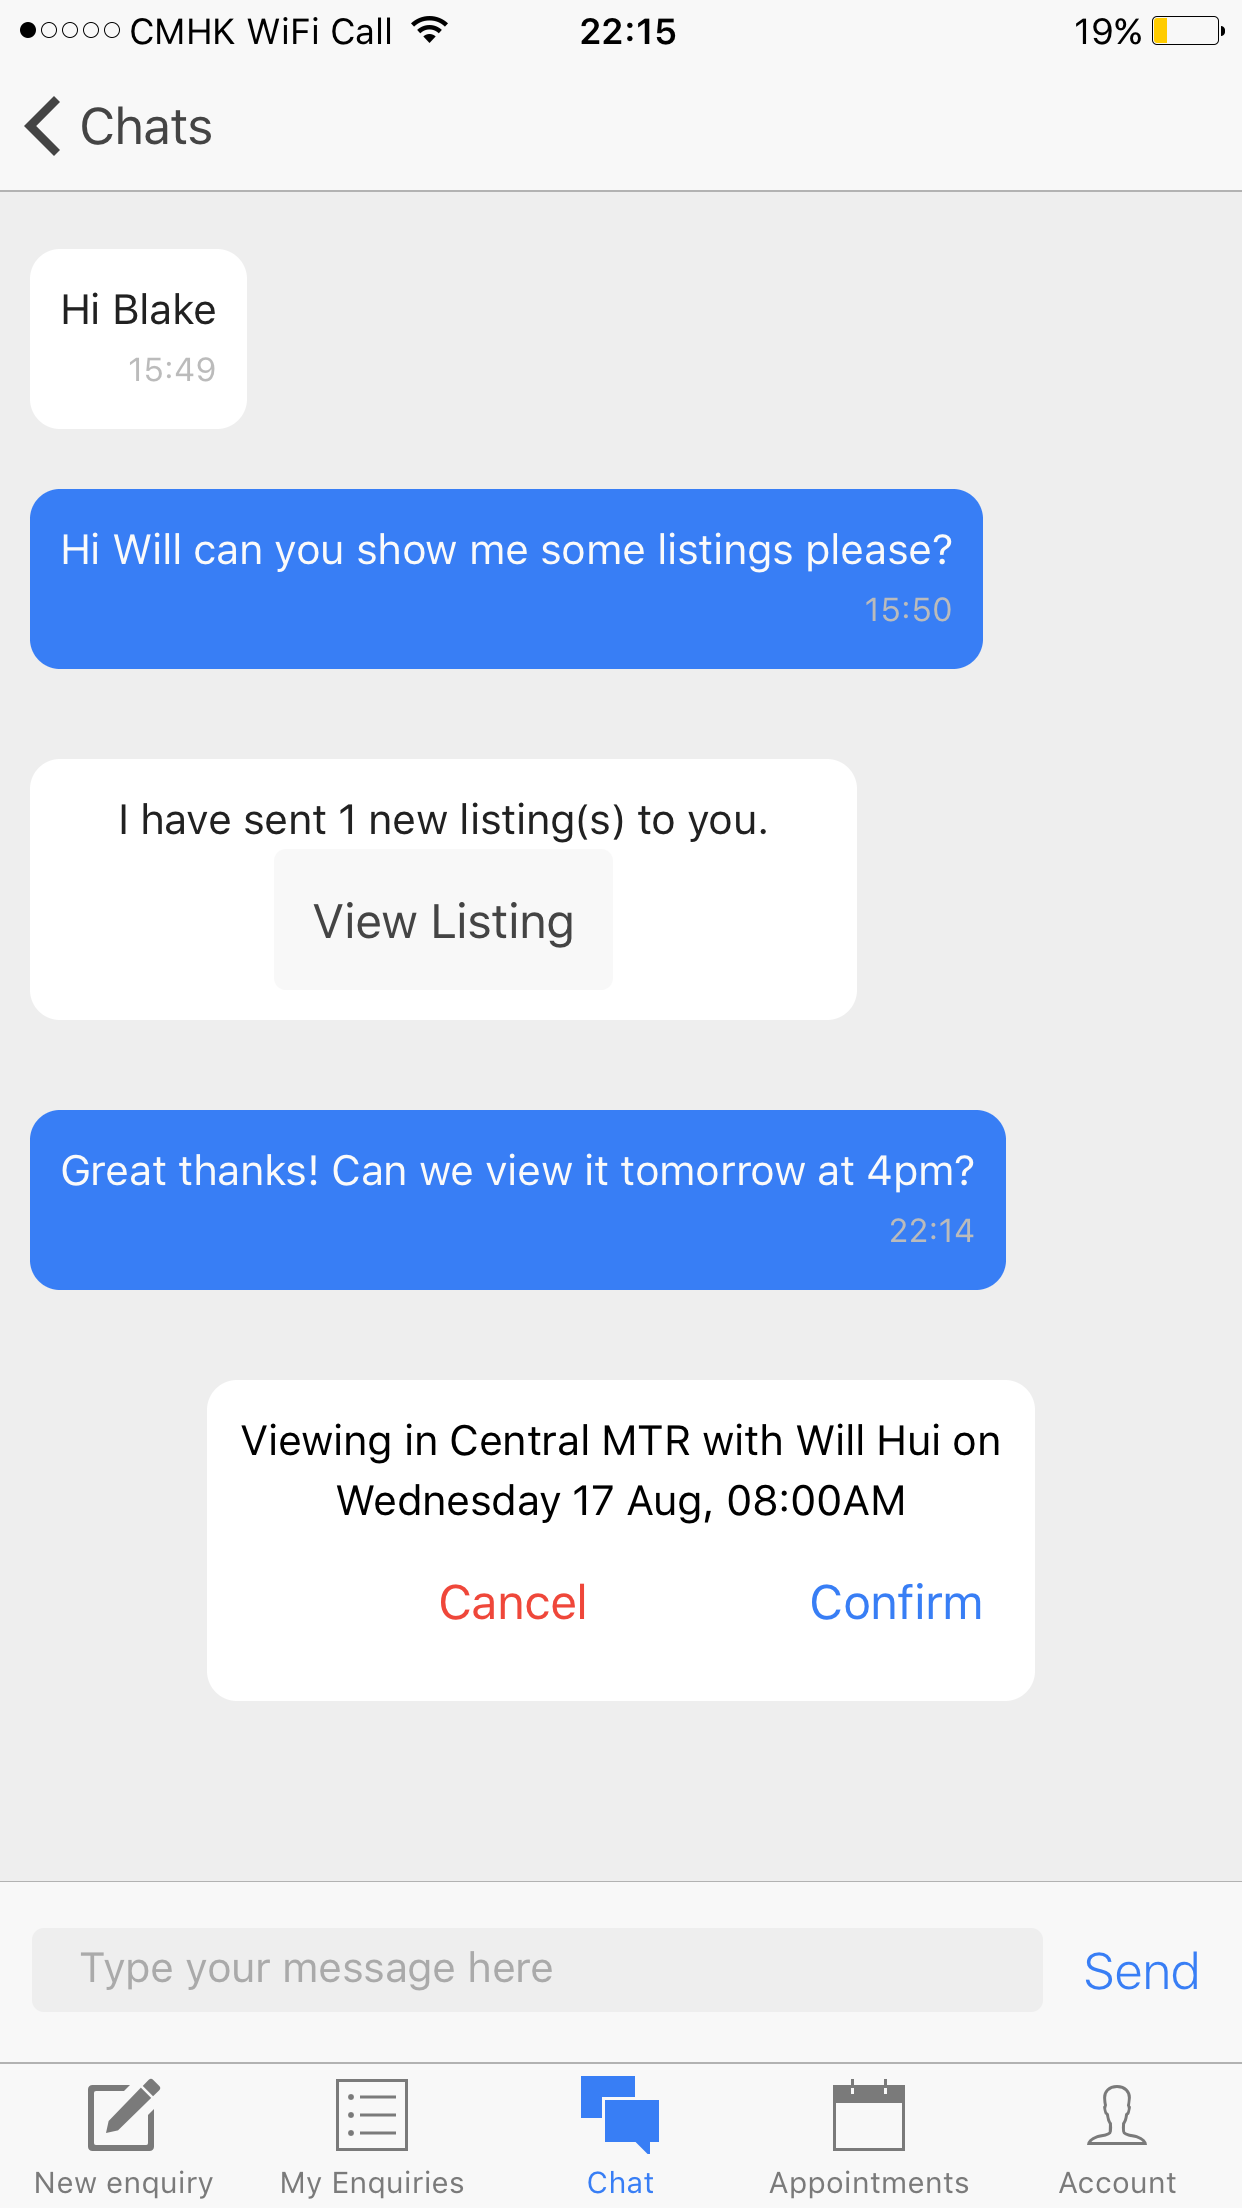 CMHK WiFi Call 22:15 19%
Chats
Hi Blake
15:49
Hi Will can you show me some listings please?
15:50
I have sent 1 new listing(s) to you.
View Listing
Great thanks! Can we view it tomorrow at 4pm?
22:14
Viewing in Central MTR with Will Hui on
Wednesday 17 Aug, 08:00AM
Cancel Confirm
Type your message here Send
New enquiry My Enquiries Chat Appointments Account